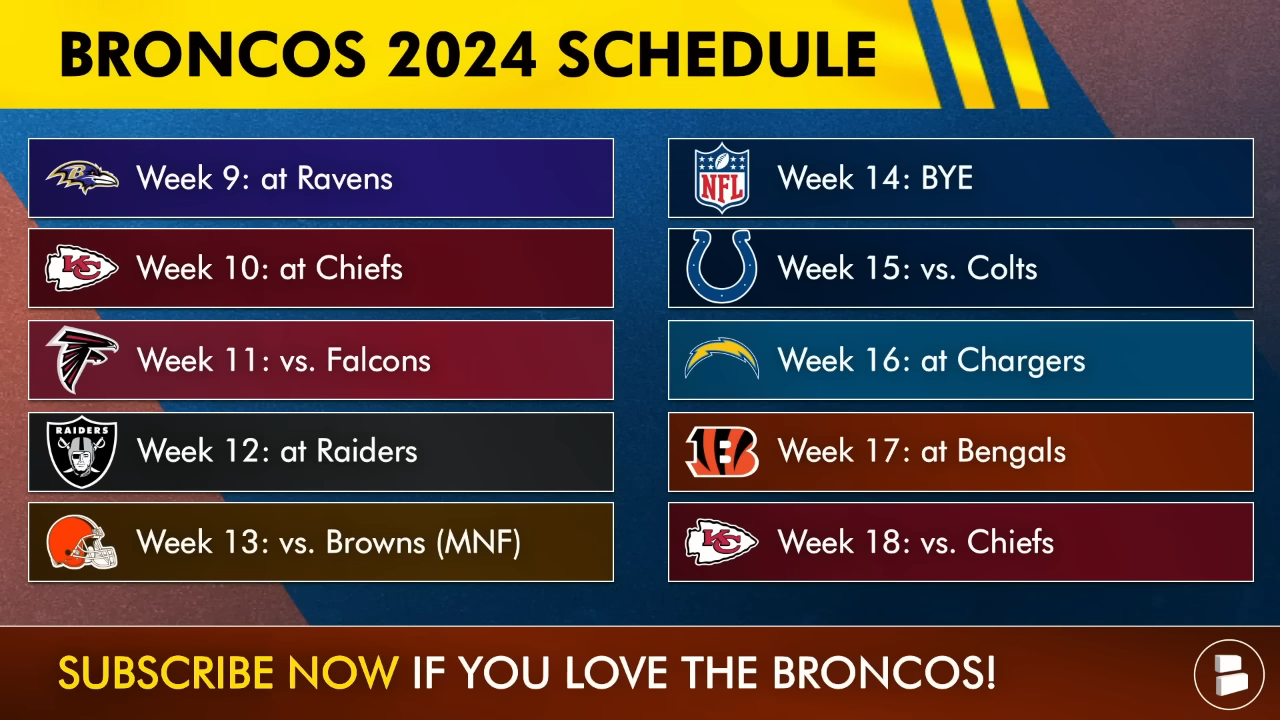 BRONCOS 2024 SCHEDULE
Week 9: at Ravens
Week 10: at Chiefs
Week 11: vs. Falcons
RAIDERS
Week 12: at Raiders
Week 13: vs. Browns (MNF)
NFL
Week 14: BYE
Week 15: vs. Colts
Week 16: at Chargers
Week 17: at Bengals
Week 18: vs. Chiefs
SUBSCRIBE NOW IF YOU LOVE THE BRONCOS!